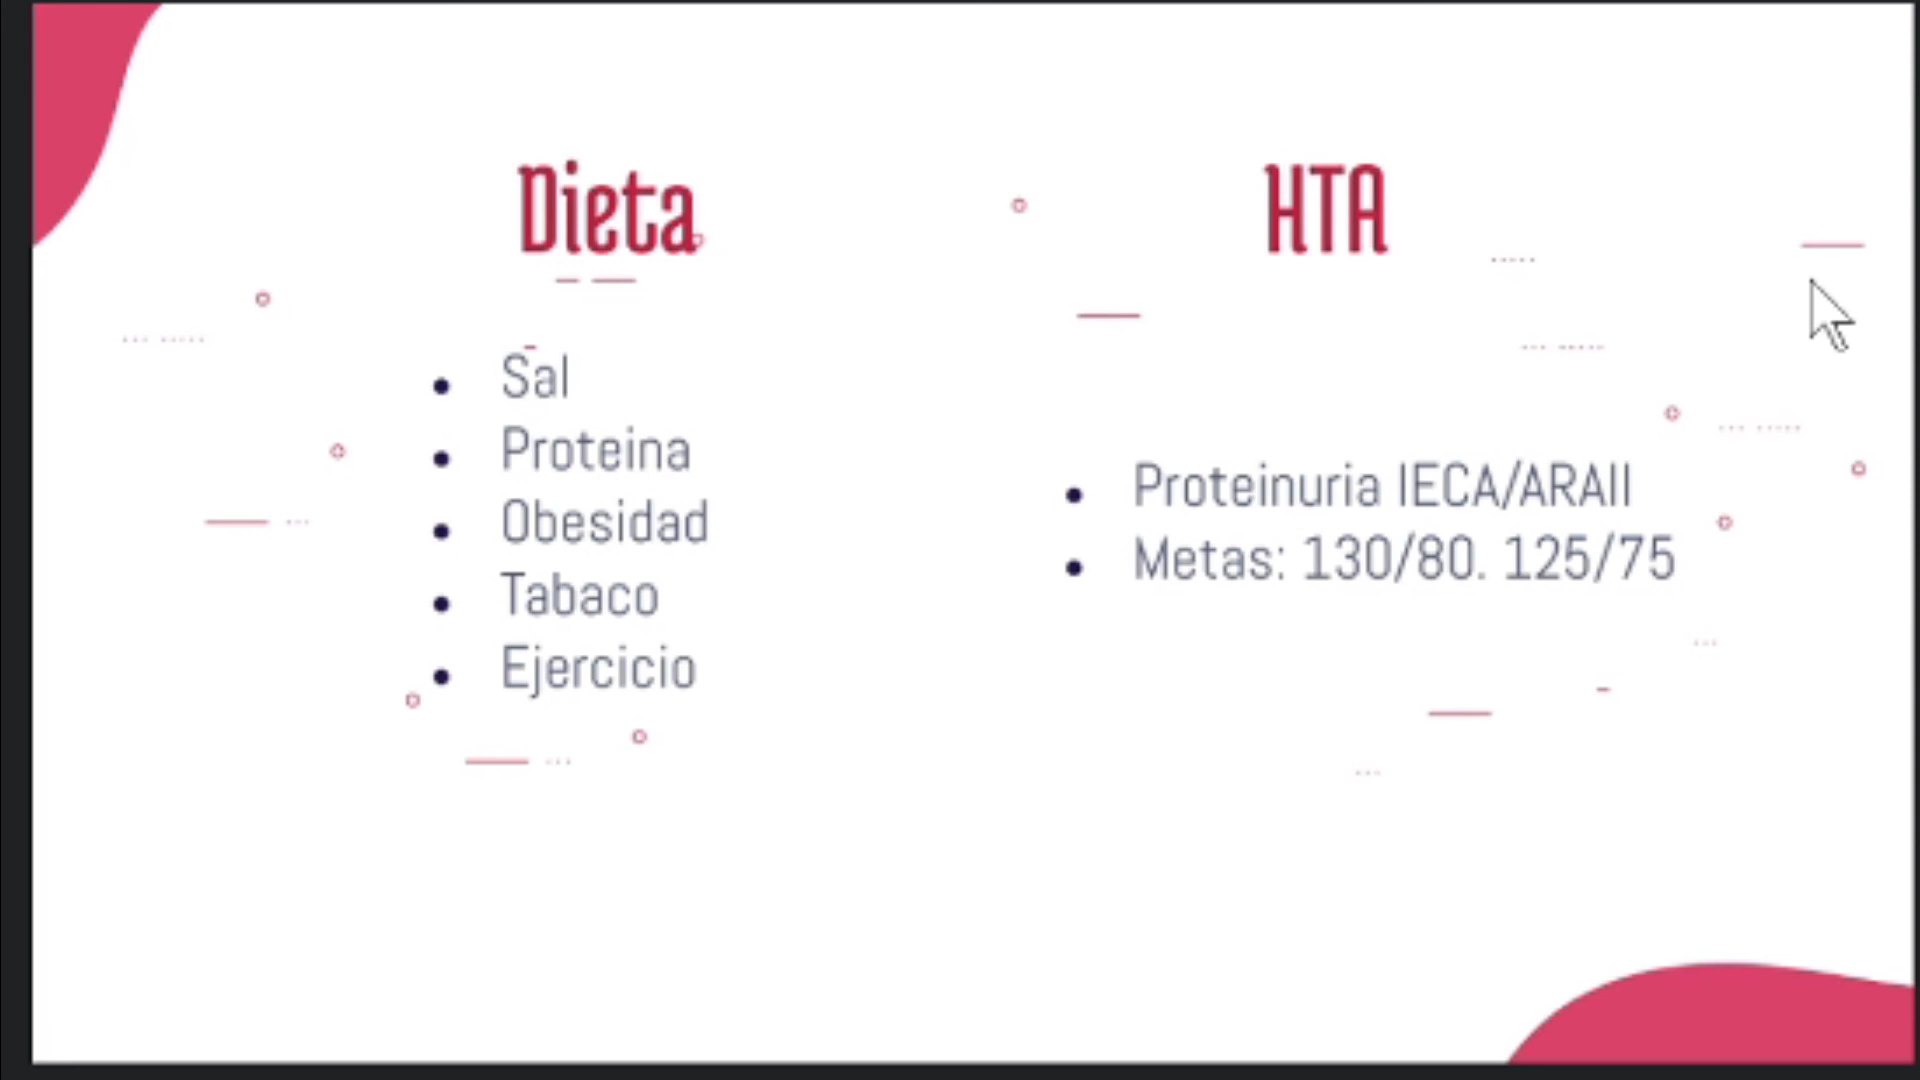 Dieta
Sal
Proteina
Obesidad
Tabaco
Ejercicio
HTA
Proteinuria IECA/ARAII
Metas: 130/80. 125/75